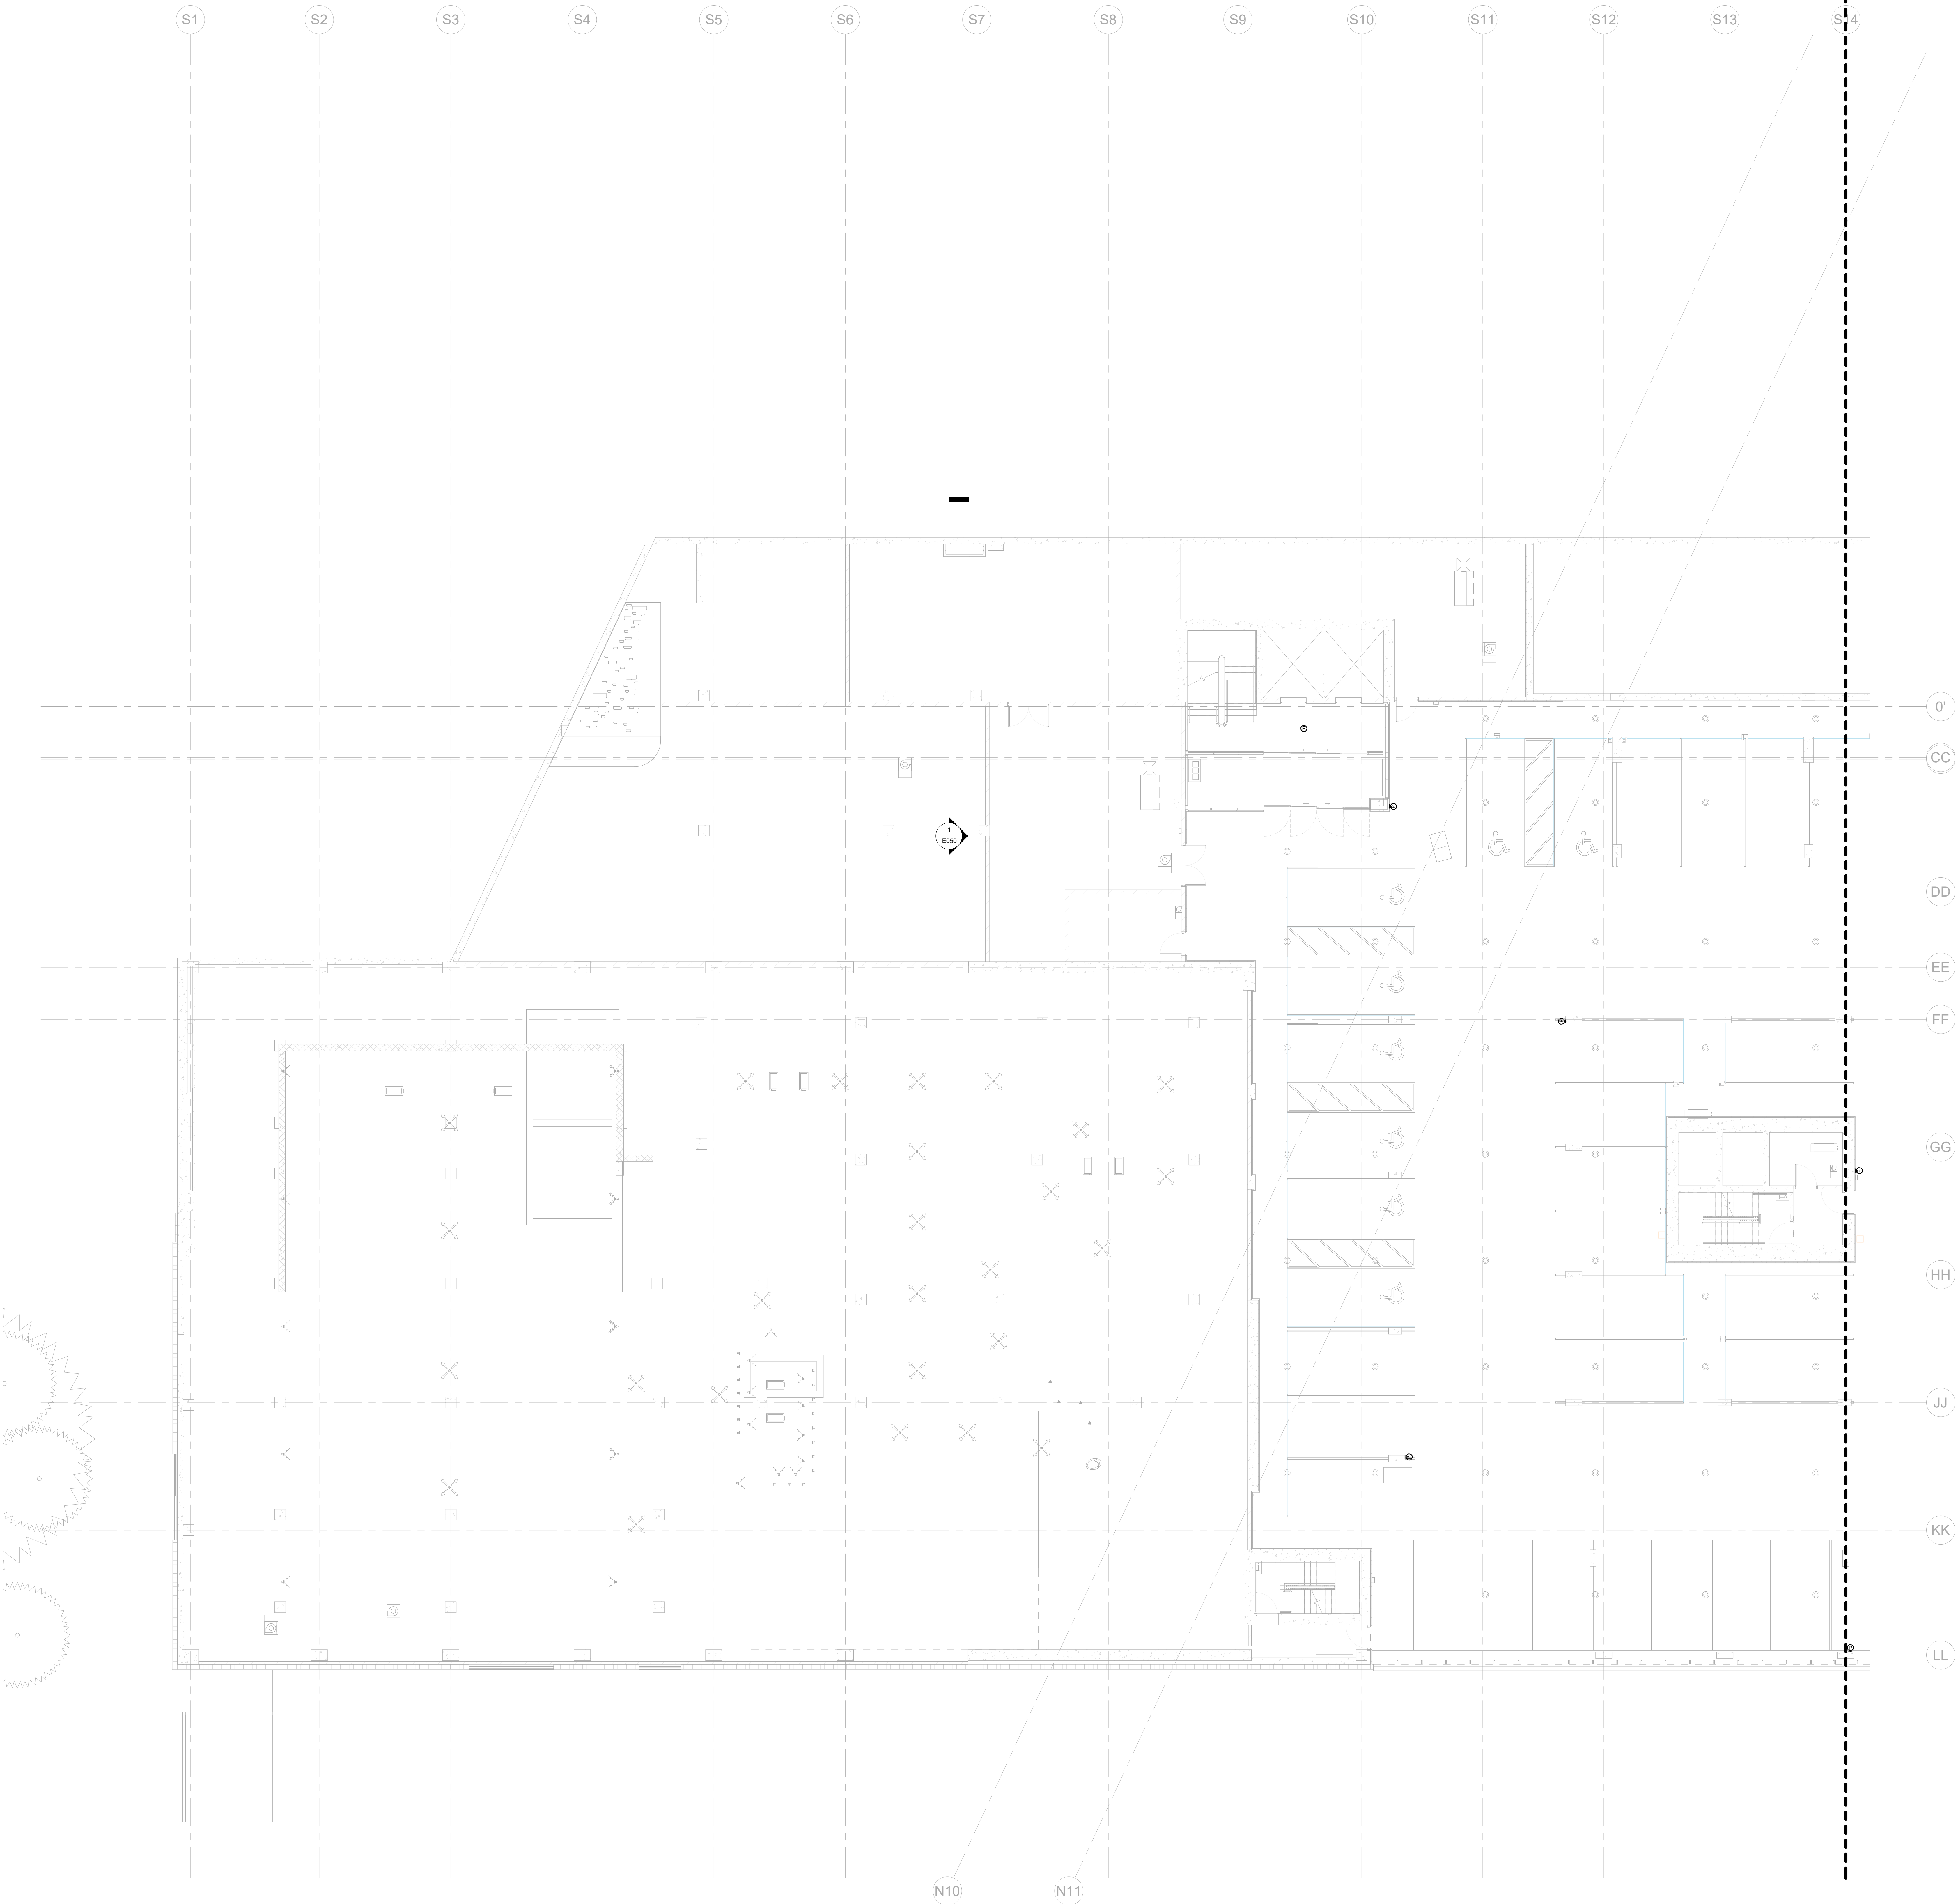 S1 S2 S3 S4 S5 S6 S7 S8 S9 S10 S11 S12 S13 S14
0'
CC
1
E050
DD
EE
FF
GG
HH
JJ
KK
LL
N10 N11